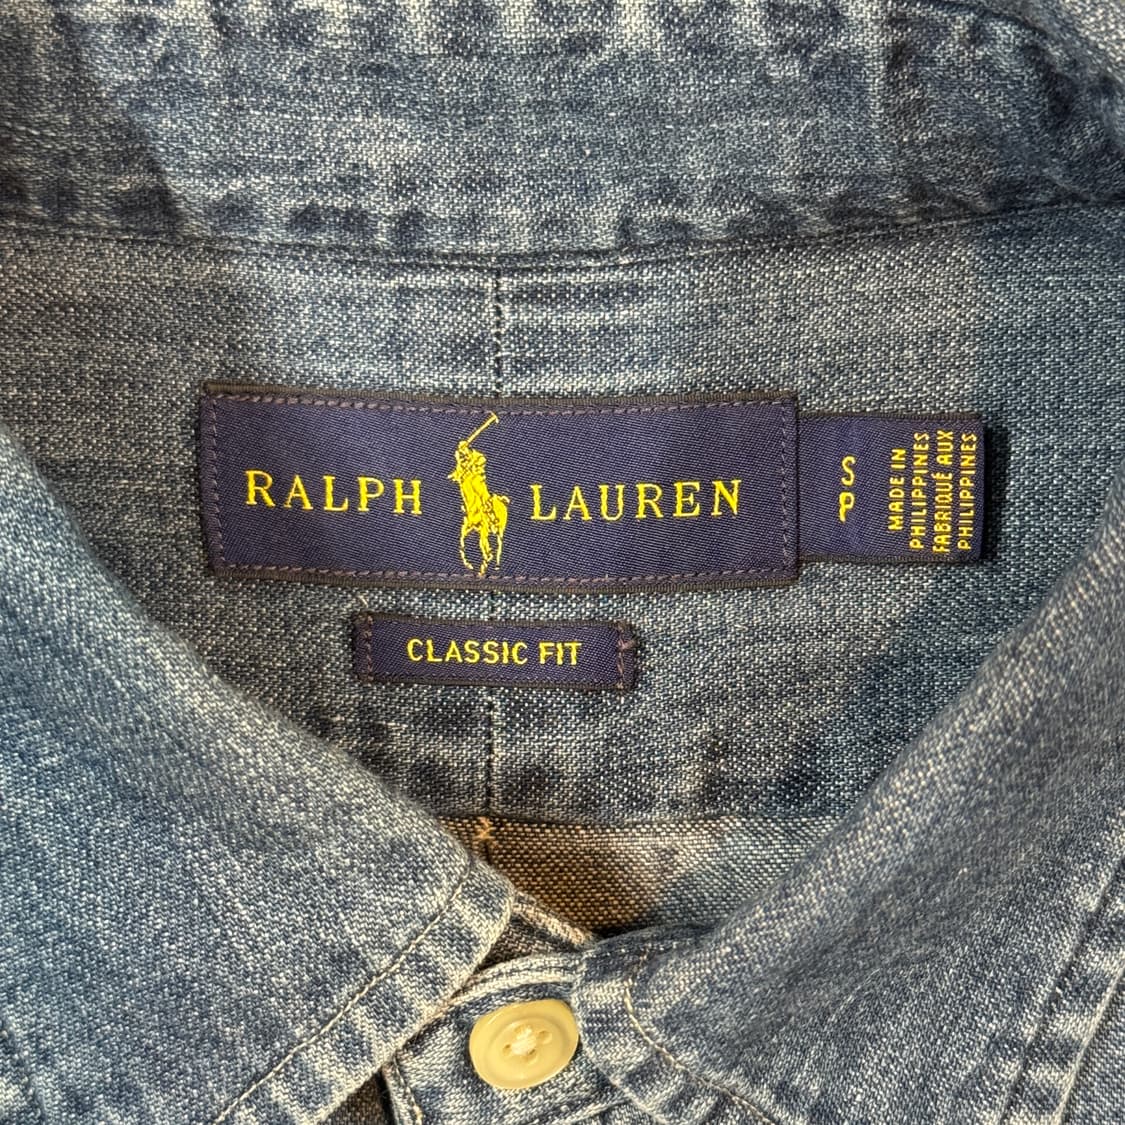 RALPH LAUREN
S
P
MADE IN
PHILIPPINES
FABRIQUÉ AUX
PHILIPPINES
CLASSIC FIT